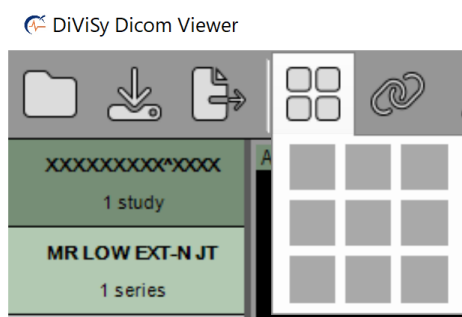 DiViSy Dicom Viewer
XXXXXXXXX^XXXX
A
1 study
MR LOW EXT-N JT
1 series